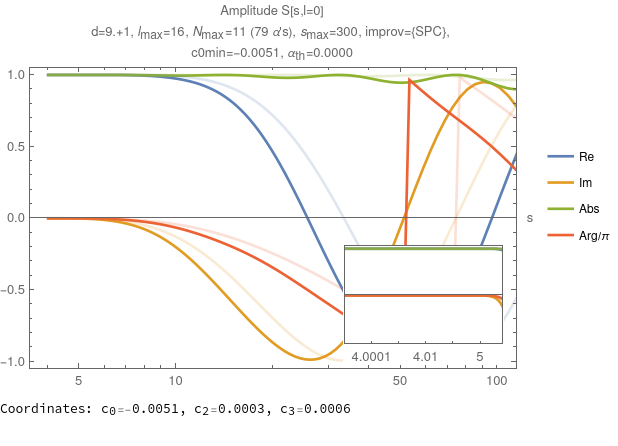 Amplitude S[s,l=0]
d=9.+1, lmax=16, Nmax=11 (79 α's), smax=300, improv={SPC},
c0min=−0.0051, αth=0.0000
1.0
0.5
0.0
−0.5
−1.0
s
Re
Im
Abs
Arg/π
4.0001 4.01 5
5 10 50 100
Coordinates: c0=-0.0051, c2=0.0003, c3=0.0006